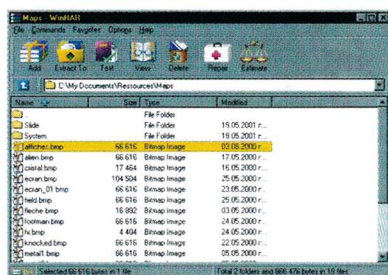 Maps - WinRAR
File Commands Favorites Options Help
Add Extract To Test View Delete Repair Estimate
C:\My Documents\Ressources\Maps
Name Size Type Modified
.. File Folder
Slide File Folder 19.05.2001 г...
System File Folder 19.05.2001 г...
affiches.bmp 66 616 Bitmap Image 03.08.2000 г...
alien.bmp 66 616 Bitmap Image 17.05.2000 г...
cristal.bmp 17 464 Bitmap Image 16.05.2000 г...
ecran.bmp 104 504 Bitmap Image 25.05.2000 г...
ecran_01.bmp 66 616 Bitmap Image 23.05.2000 г...
field.bmp 66 616 Bitmap Image 25.05.2000 г...
fleche.bmp 16 892 Bitmap Image 03.05.2000 г...
footman.bmp 66 616 Bitmap Image 24.05.2000 г...
fx.bmp 4 404 Bitmap Image 24.05.2000 г...
knocked.bmp 66 616 Bitmap Image 22.05.2000 г...
metal1.bmp 66 616 Bitmap Image 05.05.2000 г...
Selected 66 616 bytes in 1 file Total 2 folders and 868 476 bytes in 15 files